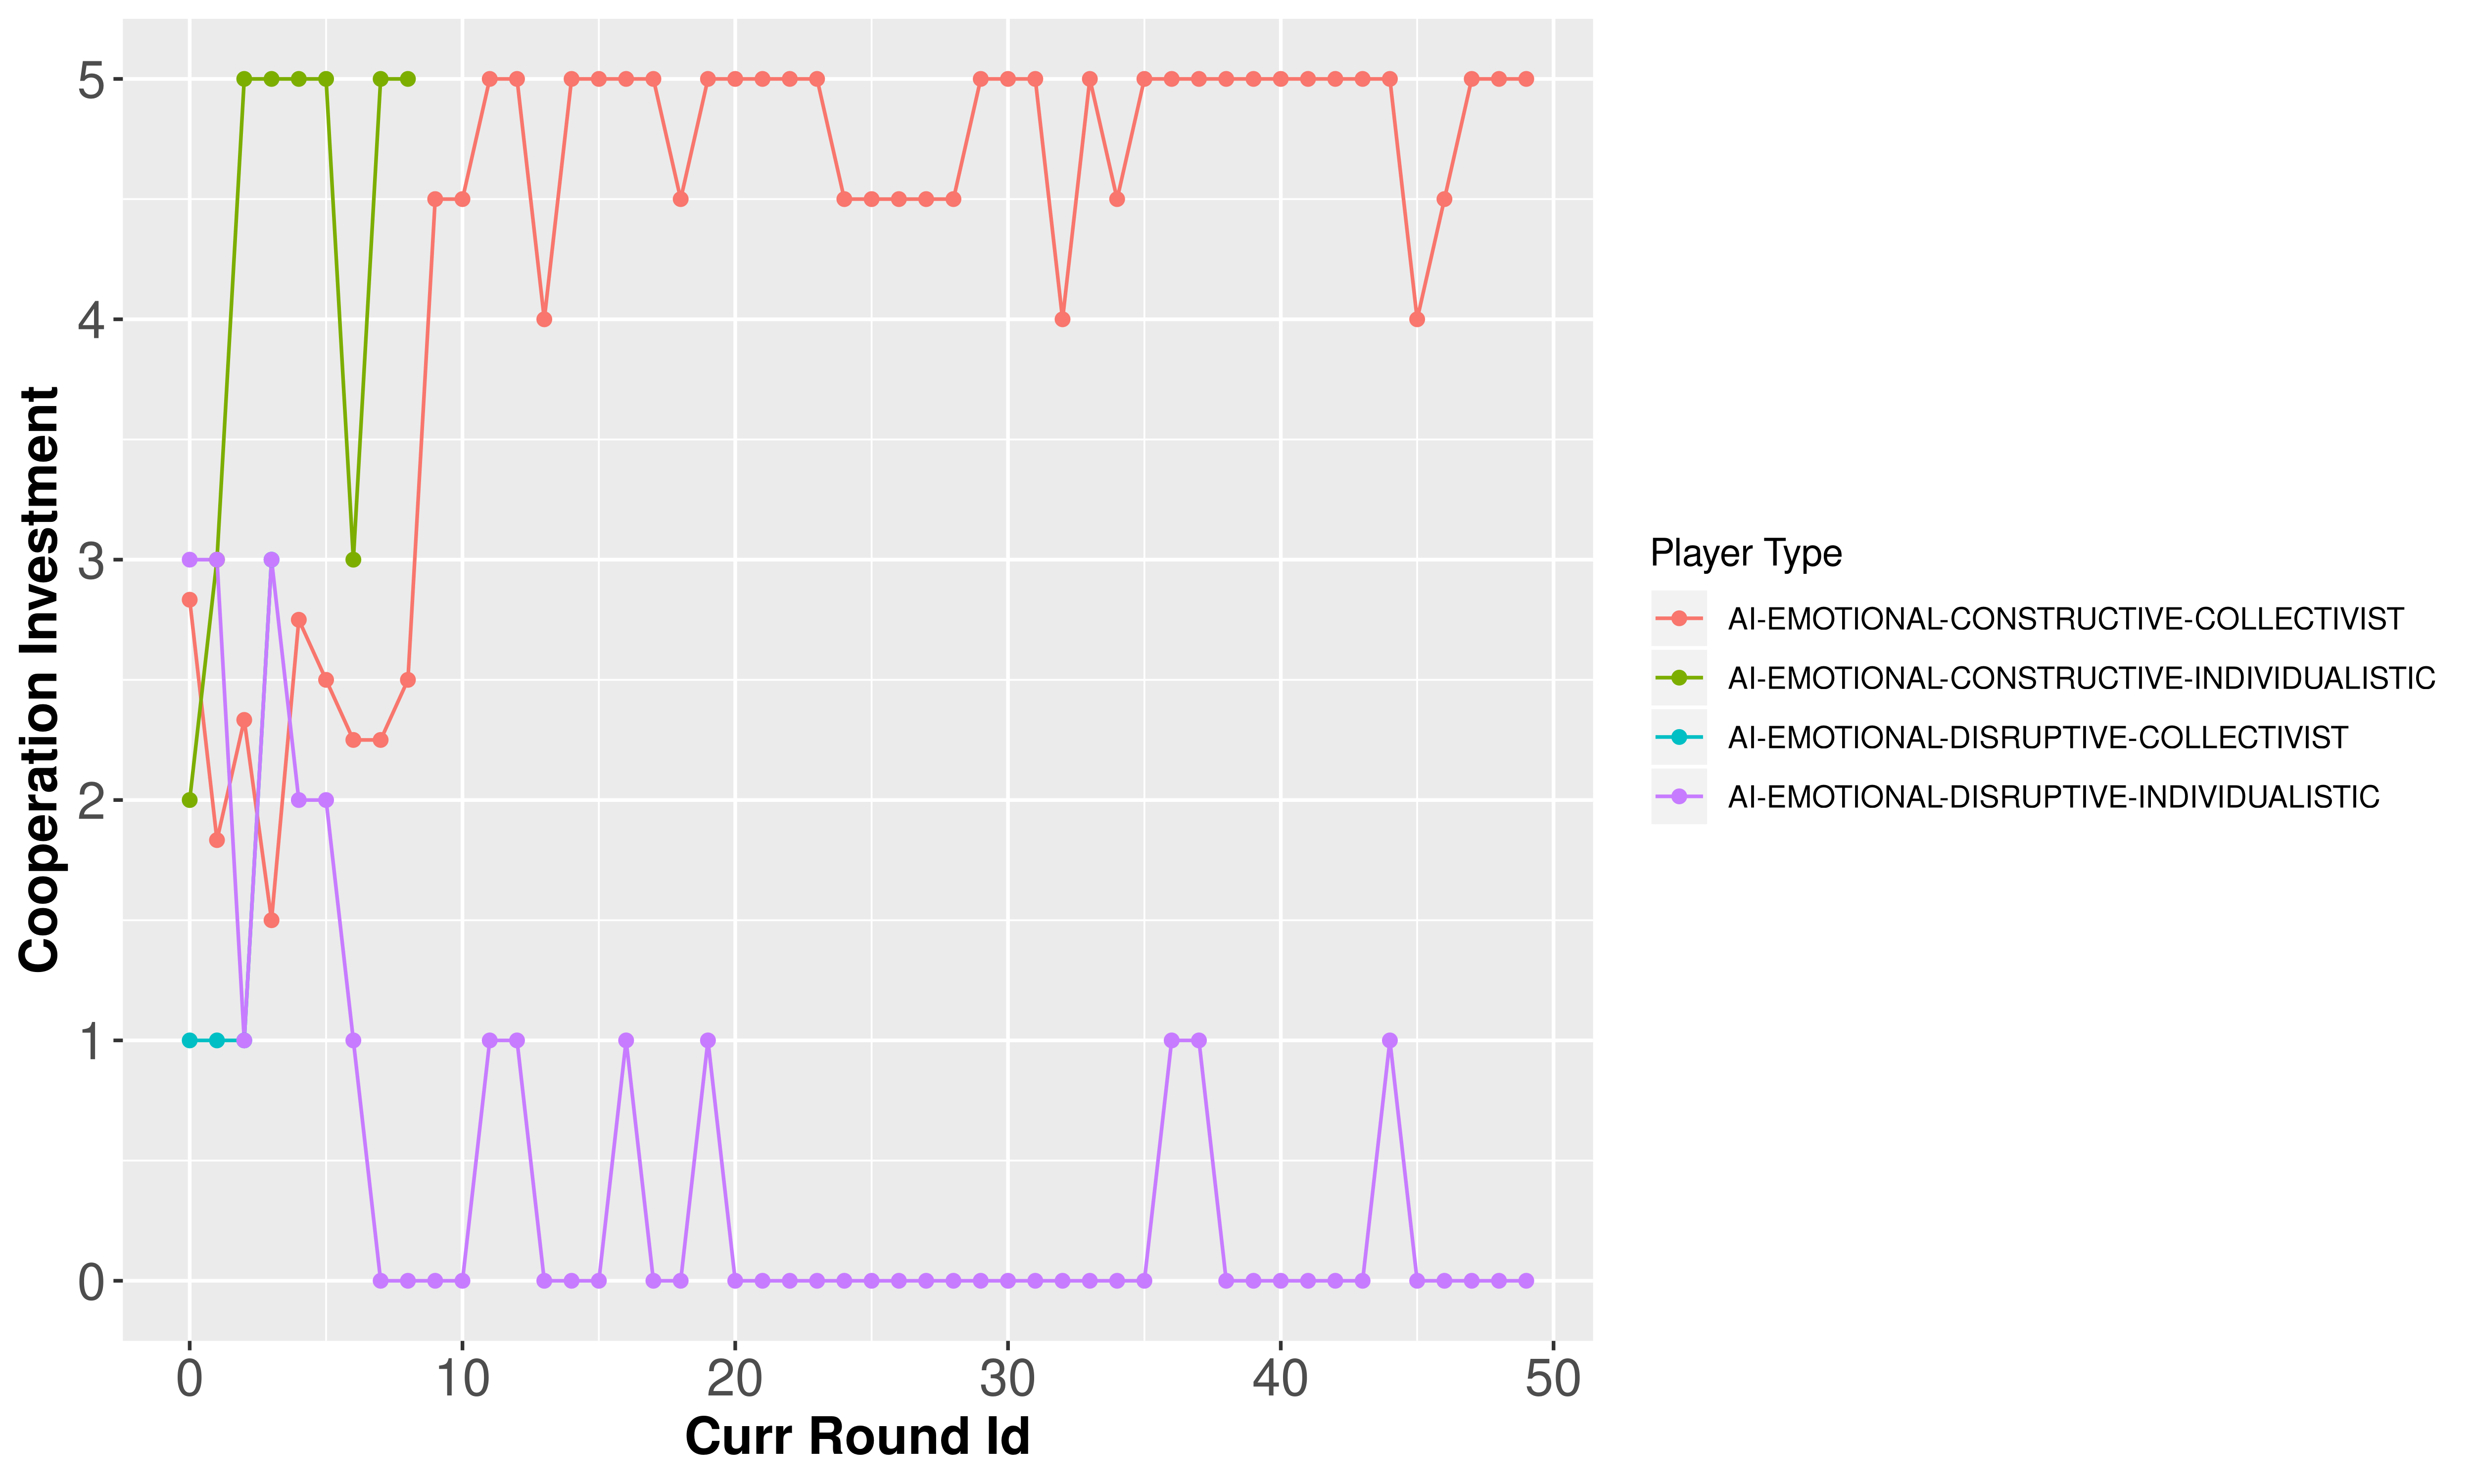 5
4
3
2
1
0
Cooperation Investment
0 10 20 30 40 50
Curr Round Id
Player Type
AI-EMOTIONAL-CONSTRUCTIVE-COLLECTIVIST
AI-EMOTIONAL-CONSTRUCTIVE-INDIVIDUALISTIC
AI-EMOTIONAL-DISRUPTIVE-COLLECTIVIST
AI-EMOTIONAL-DISRUPTIVE-INDIVIDUALISTIC